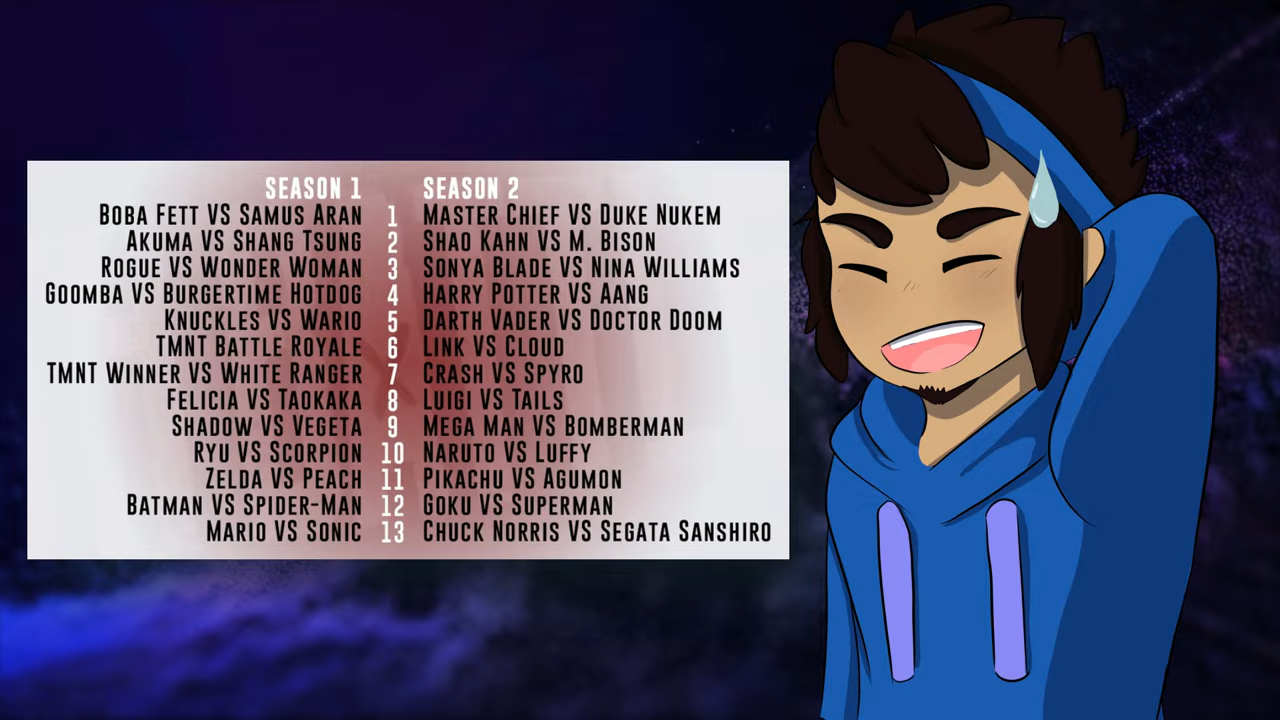 SEASON 1 SEASON 2
BOBA FETT VS SAMUS ARAN 1 MASTER CHIEF VS DUKE NUKEM
AKUMA VS SHANG TSUNG 2 SHAO KAHN VS M. BISON
ROGUE VS WONDER WOMAN 3 SONYA BLADE VS NINA WILLIAMS
GOOMBA VS BURGERTIME HOTDOG 4 HARRY POTTER VS AANG
KNUCKLES VS WARIO 5 DARTH VADER VS DOCTOR DOOM
TMNT BATTLE ROYALE 6 LINK VS CLOUD
TMNT WINNER VS WHITE RANGER 7 CRASH VS SPYRO
FELICIA VS TAOKAKA 8 LUIGI VS TAILS
SHADOW VS VEGETA 9 MEGA MAN VS BOMBERMAN
RYU VS SCORPION 10 NARUTO VS LUFFY
ZELDA VS PEACH 11 PIKACHU VS AGUMON
BATMAN VS SPIDER-MAN 12 GOKU VS SUPERMAN
MARIO VS SONIC 13 CHUCK NORRIS VS SEGATA SANSHIRO